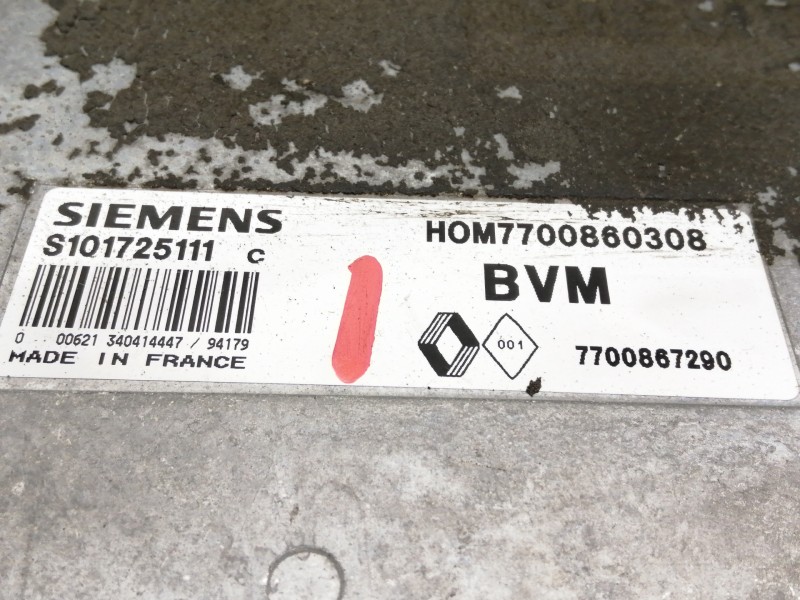 SIEMENS
S101725111 C
0 00621 340414447 / 94179
MADE IN FRANCE
HOM7700860308
BVM
001
7700867290